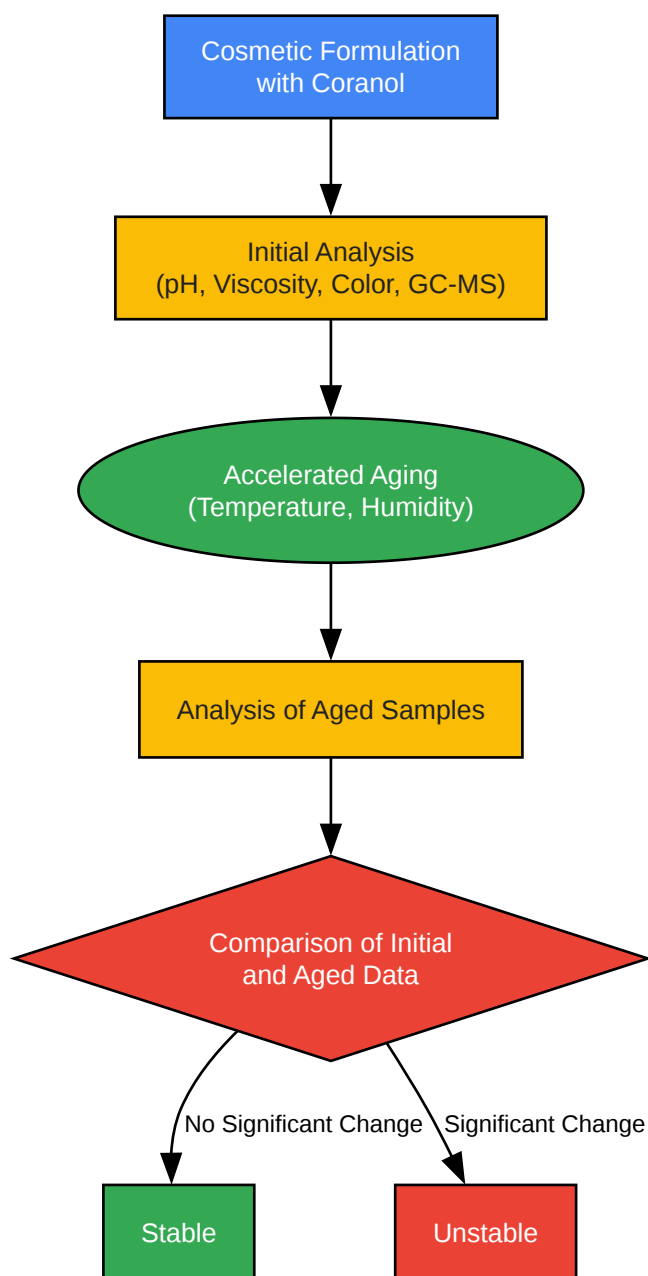 Cosmetic Formulation
with Coranol
Initial Analysis
(pH, Viscosity, Color, GC-MS)
Accelerated Aging
(Temperature, Humidity)
Analysis of Aged Samples
Comparison of Initial
and Aged Data
No Significant Change
Significant Change
Stable
Unstable